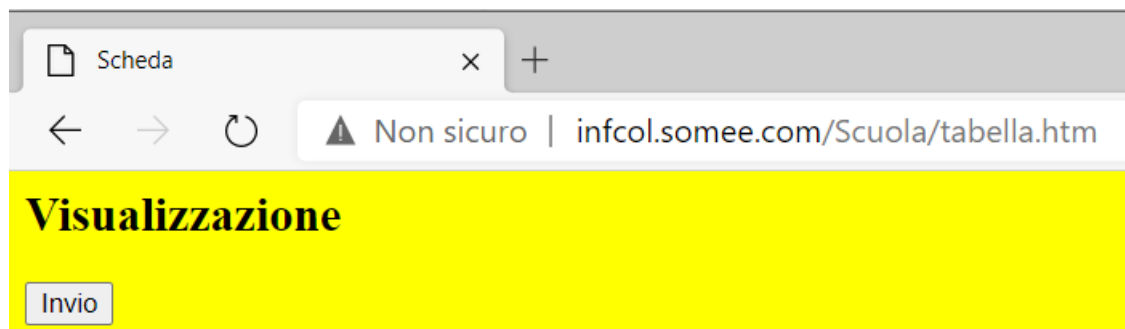 Scheda
Non sicuro | infcol.somee.com/Scuola/tabella.htm
Visualizzazione
Invio